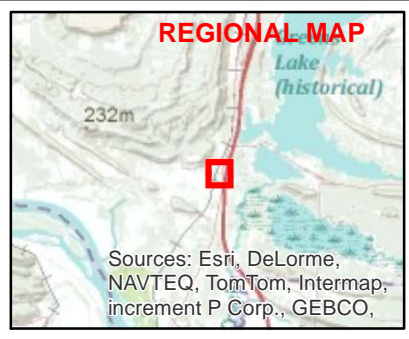 REGIONAL MAP
Lake
(historical)
232m
Sources: Esri, DeLorme,
NAVTEQ, TomTom, Intermap,
increment P Corp., GEBCO,